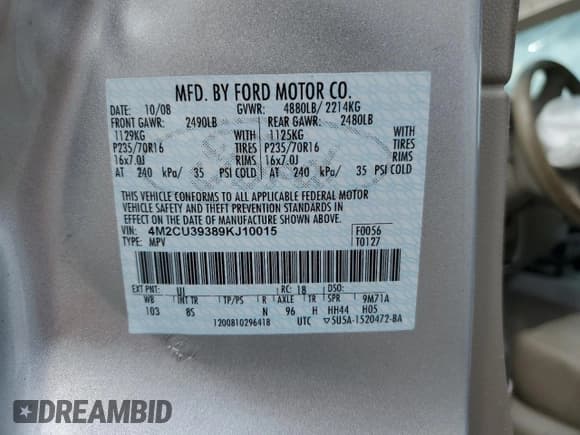 MFD. BY FORD MOTOR CO.
DATE: 10/08 GVWR: 4880LB/ 2214KG
FRONT GAWR: 2490LB REAR GAWR: 2480LB
1129KG WITH 1125KG WITH
P235/70R16 TIRES P235/70R16 TIRES
16x7.0J RIMS 16x7.0J RIMS
AT 240 kPa/ 35 PSI COLD AT 240 kPa/ 35 PSI COLD
THIS VEHICLE CONFORMS TO ALL APPLICABLE FEDERAL MOTOR
VEHICLE SAFETY AND THEFT PREVENTION STANDARDS IN
EFFECT ON THE DATE OF MANUFACTURE SHOWN ABOVE.
VIN: 4M2CU39389KJ10015 F0056
TYPE: MPV T0127
EXT PNT: UJ RC: 18 DSO:
WB INT TR TP/PS R AXLE TR SPR 9M71A
103 8S N 96 H HH44 H05
1200810296418 UTC ▽5U5A-1520472-BA
DREAMBID